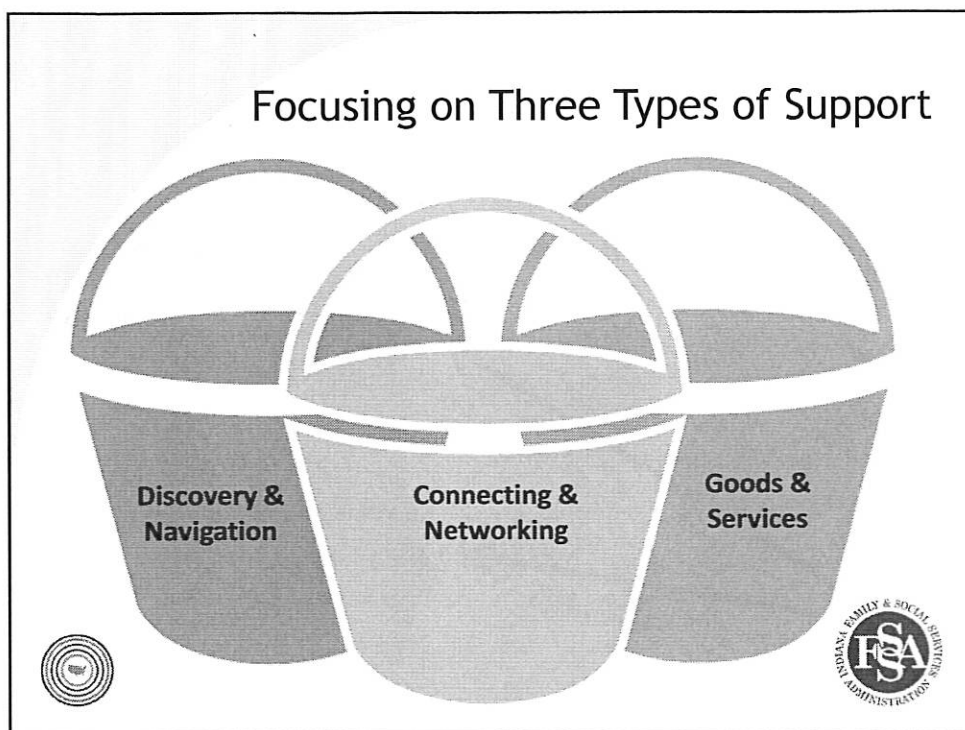 Focusing on Three Types of Support
Discovery &
Navigation
Connecting &
Networking
Goods &
Services
INDIANA FAMILY & SOCIAL SERVICES
ADMINISTRATION
FSSA